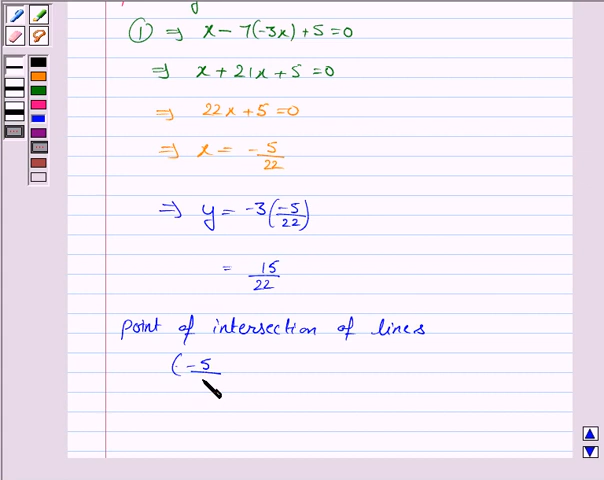 ① ⇒ x - 7(-3x) + 5 = 0
⇒ x + 21x + 5 = 0
⇒ 22x + 5 = 0
⇒ x = -5/22
⇒ y = -3(-5/22)
= 15/22
point of intersection of lines
(-5